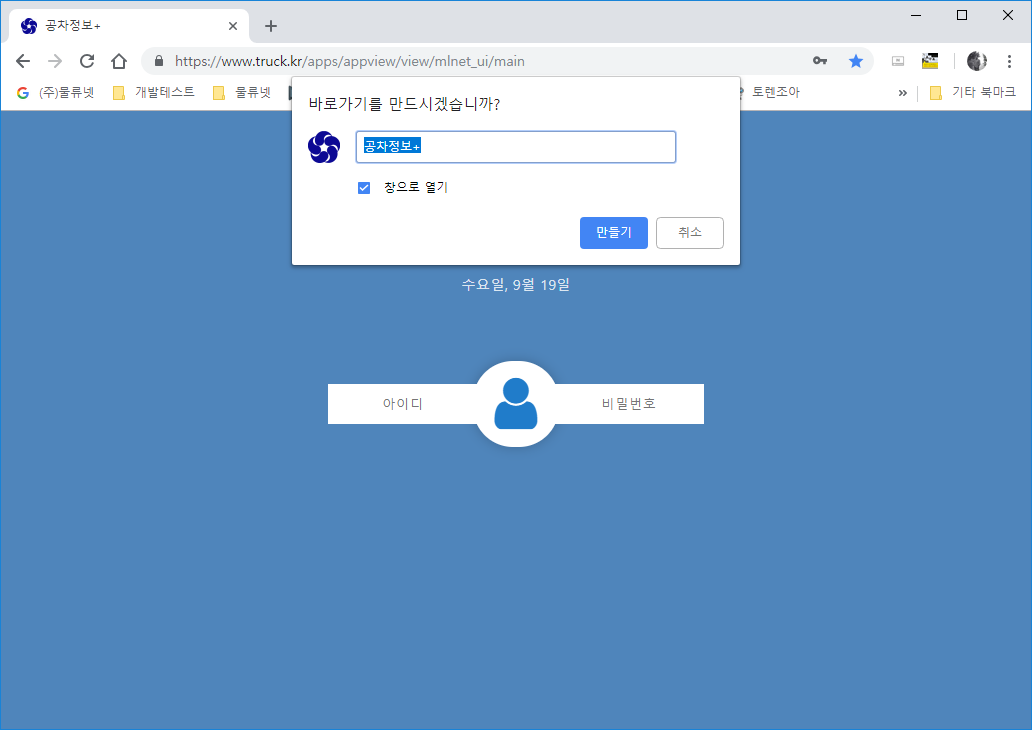 공차정보+
https://www.truck.kr/apps/appview/view/mlnet_ui/main
(주)물류넷 개발테스트 물류넷 토렌조아 » 기타 북마크
바로가기를 만드시겠습니까?
공차정보+
창으로 열기
만들기 취소
수요일, 9월 19일
아이디 비밀번호